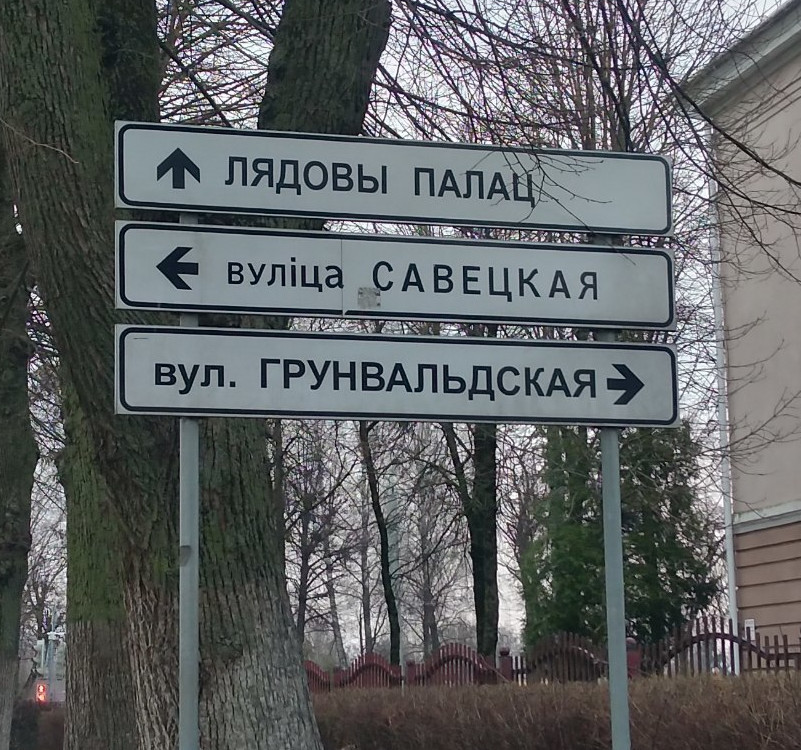 ЛЯДОВЫ ПАЛАЦ
вуліца САВЕЦКАЯ
вул. ГРУНВАЛЬДСКАЯ